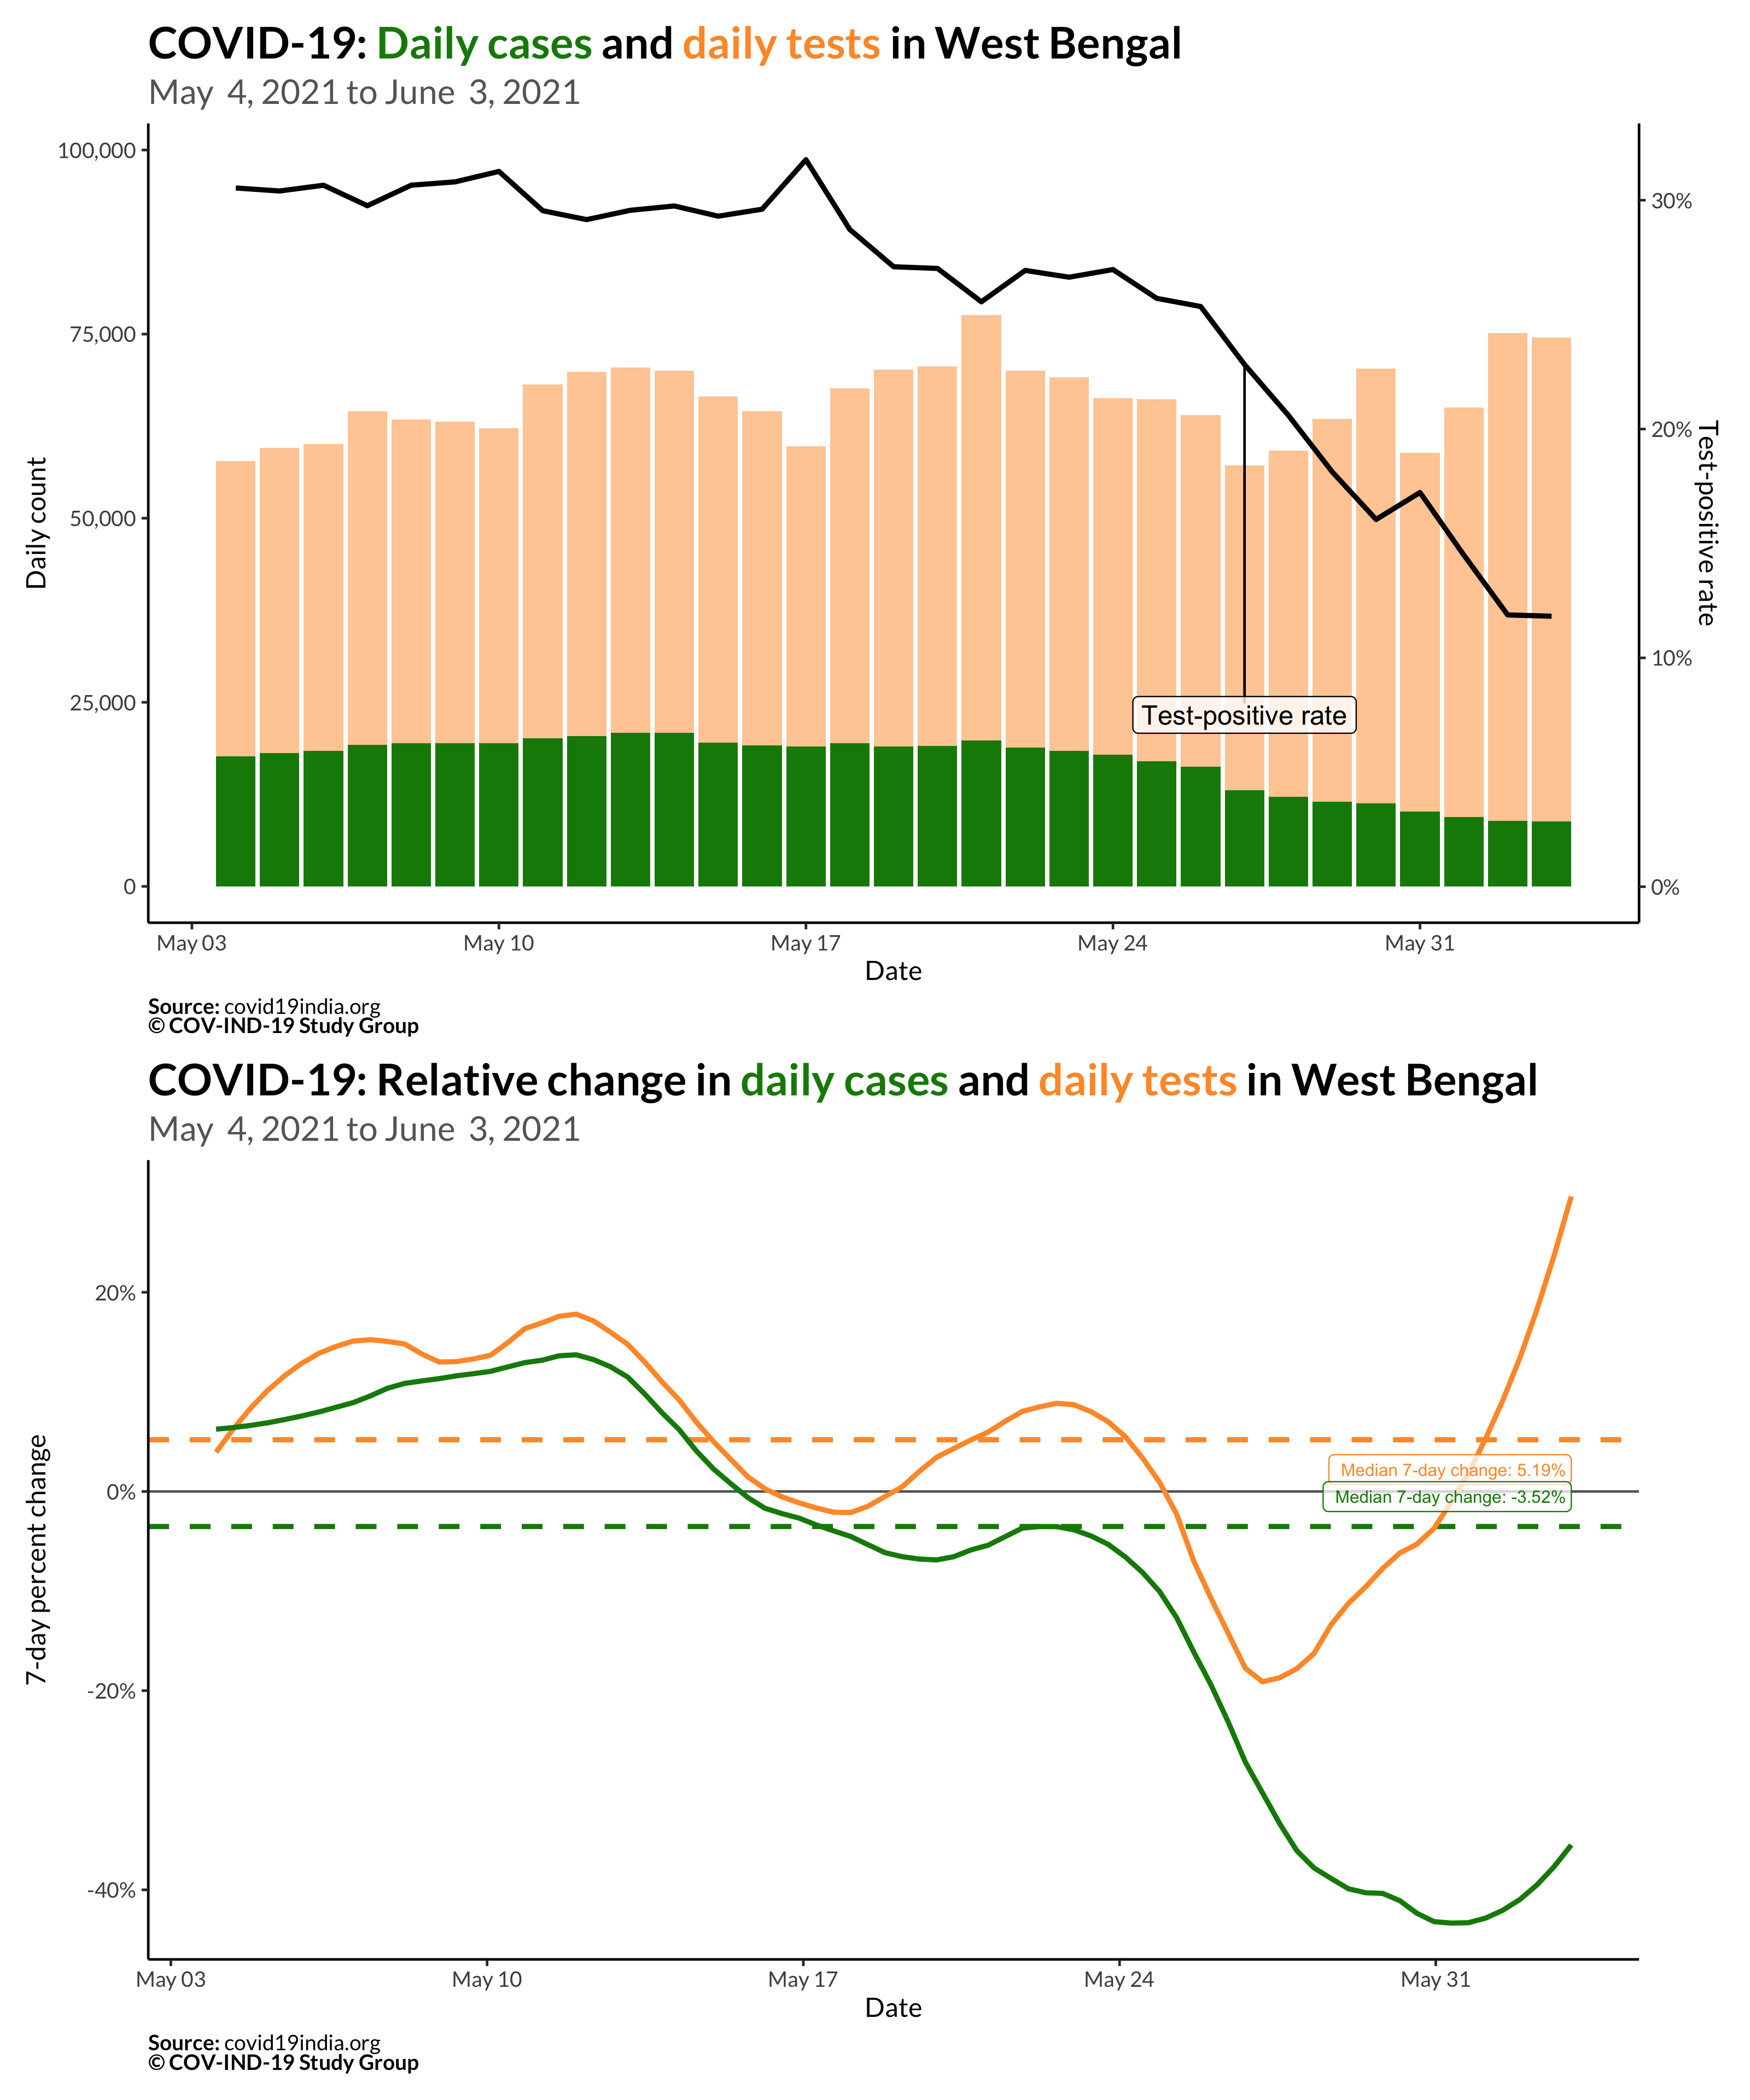 COVID-19: Daily cases and daily tests in West Bengal
May 4, 2021 to June 3, 2021
100,000
75,000
50,000
25,000
0
Daily count
30%
20%
10%
0%
Test-positive rate
Test-positive rate
May 03
May 10
May 17
May 24
May 31
Date
Source: covid19india.org
© COV-IND-19 Study Group
COVID-19: Relative change in daily cases and daily tests in West Bengal
May 4, 2021 to June 3, 2021
20%
0%
-20%
-40%
7-day percent change
Median 7-day change: 5.19%
Median 7-day change: -3.52%
May 03
May 10
May 17
May 24
May 31
Date
Source: covid19india.org
© COV-IND-19 Study Group